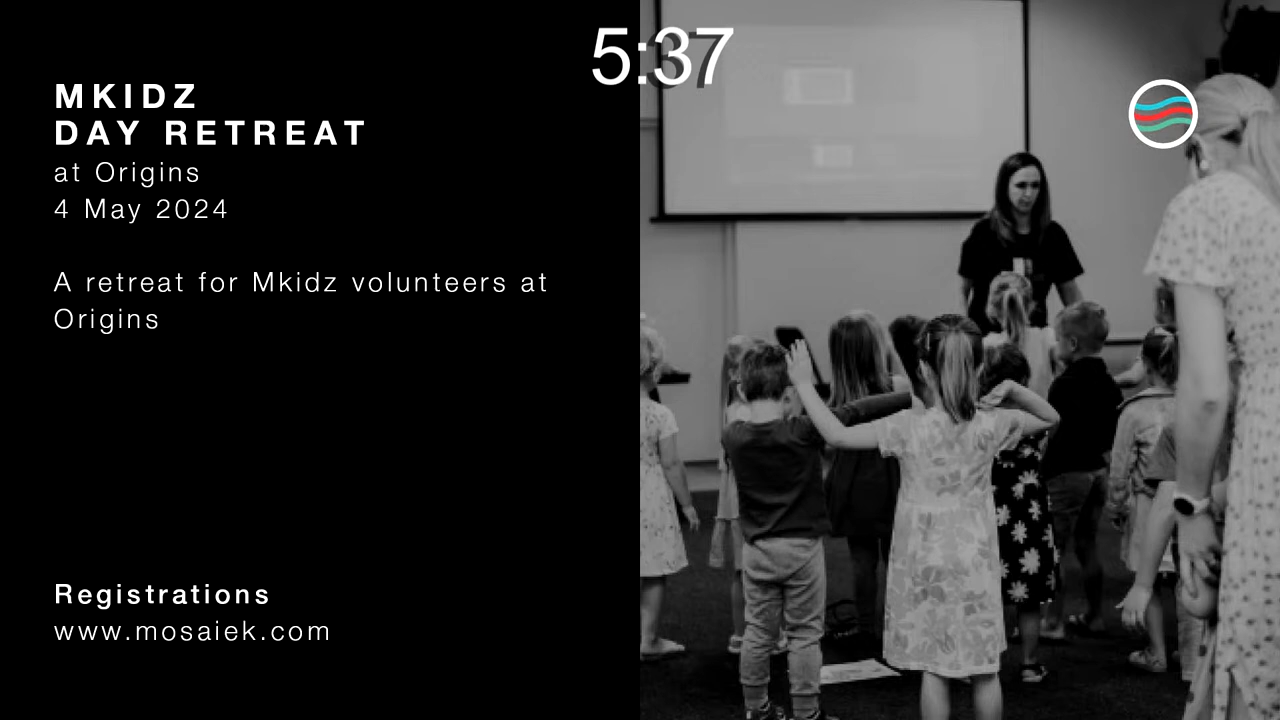 5:37
MKIDZ
DAY RETREAT
at Origins
4 May 2024
A retreat for Mkidz volunteers at
Origins
Registrations
www.mosaiek.com